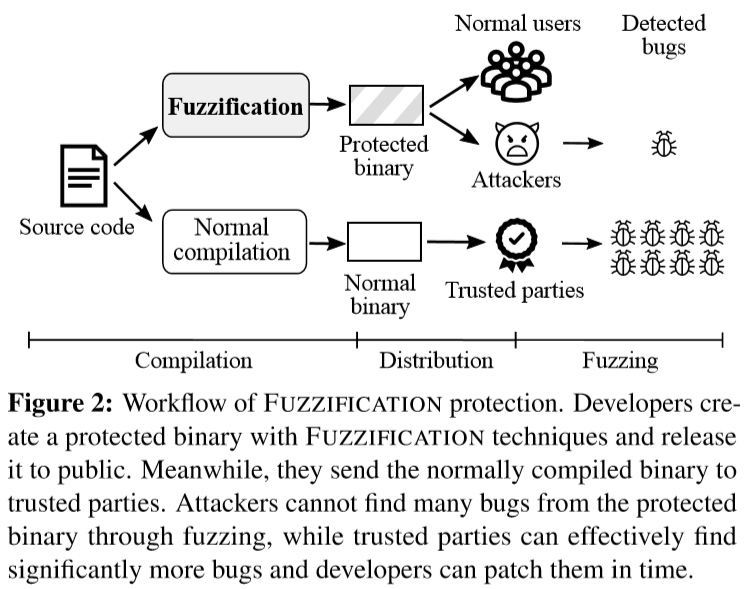 Normal users
Detected
bugs
Fuzzification
Protected
binary
Attackers
Source code
Normal
compilation
Normal
binary
Trusted parties
Compilation
Distribution
Fuzzing
Figure 2: Workflow of FUZZIFICATION protection. Developers cre-
ate a protected binary with FUZZIFICATION techniques and release
it to public. Meanwhile, they send the normally compiled binary to
trusted parties. Attackers cannot find many bugs from the protected
binary through fuzzing, while trusted parties can effectively find
significantly more bugs and developers can patch them in time.